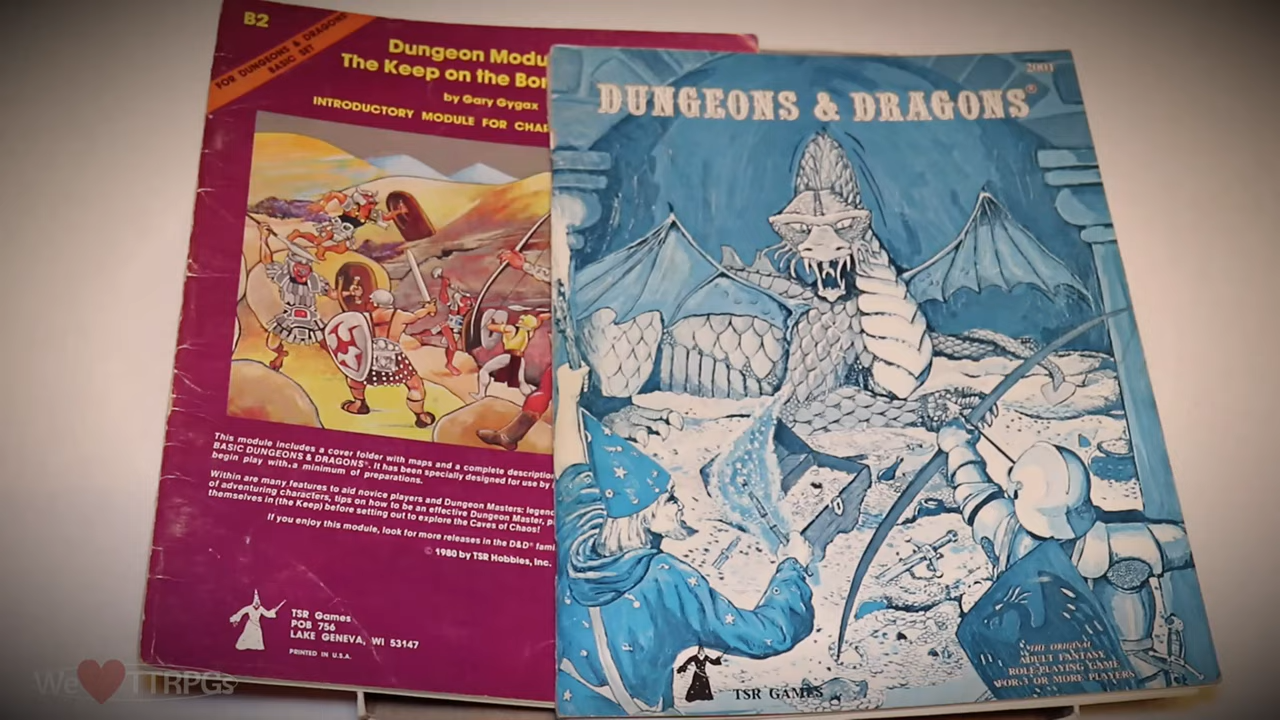 B2
FOR DUNGEONS & DRAGONS
BASIC SET
Dungeon Modu
The Keep on the Bor
by Gary Gygax
INTRODUCTORY MODULE FOR CHAR
This module includes a cover folder with maps and a complete description
BASIC DUNGEONS & DRAGONS®. It has been specially designed for use by
begin play with a minimum of preparations.
Within are many features to aid novice players and Dungeon Masters: legend
of adventuring characters, tips on how to be an effective Dungeon Master, p
themselves in (the Keep) before setting out to explore the Caves of Chaos!
If you enjoy this module, look for more releases in the D&D® fami
© 1980 by TSR Hobbies, Inc.
TSR Games
POB 756
LAKE GENEVA, WI 53147
PRINTED IN U.S.A.
2001
DUNGEONS & DRAGONS®
THE ORIGINAL
ADULT FANTASY
ROLE-PLAYING GAME
FOR 3 OR MORE PLAYERS
TSR GAMES
We TTRPGs